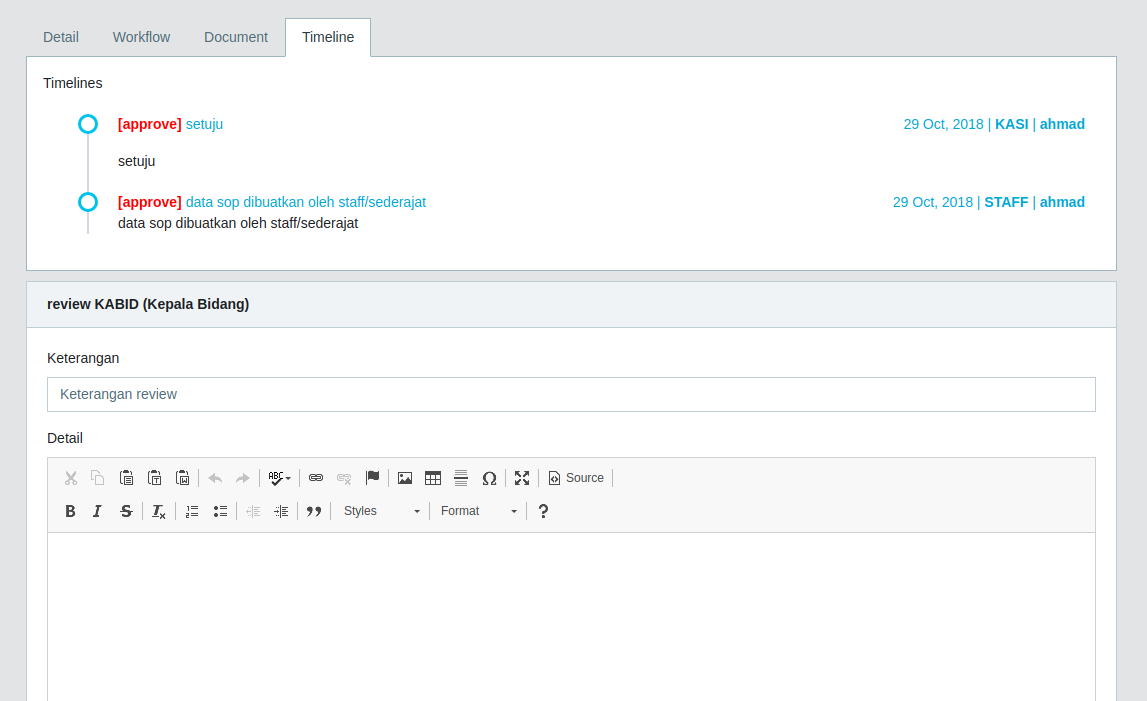 Detail Workflow Document Timeline
Timelines
[approve] setuju 29 Oct, 2018 | KASI | ahmad
setuju
[approve] data sop dibuatkan oleh staff/sederajat 29 Oct, 2018 | STAFF | ahmad
data sop dibuatkan oleh staff/sederajat
review KABID (Kepala Bidang)
Keterangan
Keterangan review
Detail
ABC Ω Source
B I S Tx Styles Format ?